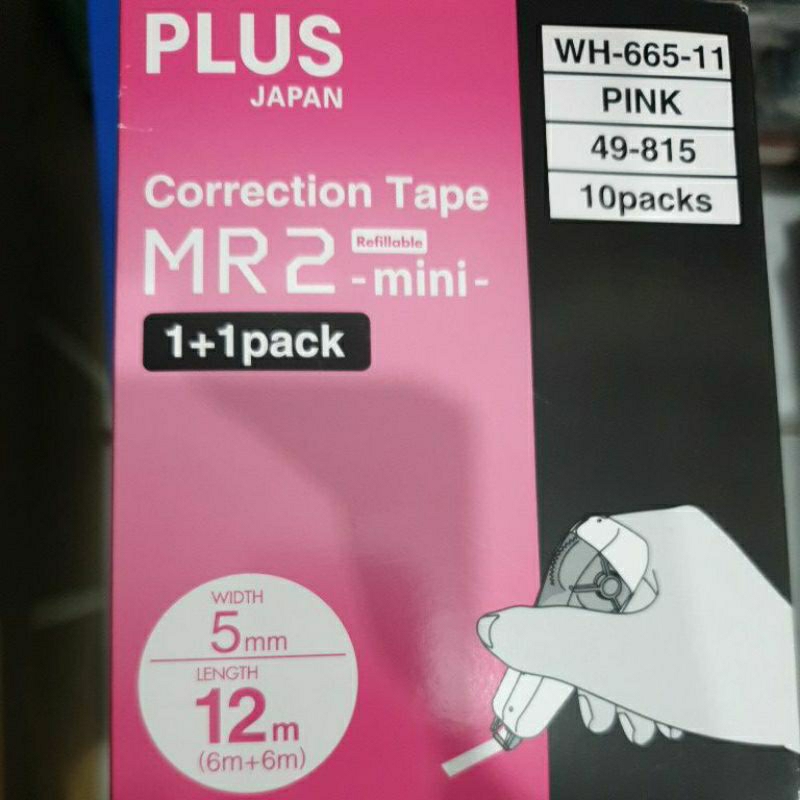 PLUS
JAPAN
Correction Tape
MR2 Refillable
-mini-
1+1pack
WH-665-11
PINK
49-815
10packs
WIDTH
5mm
LENGTH
12m
(6m+6m)